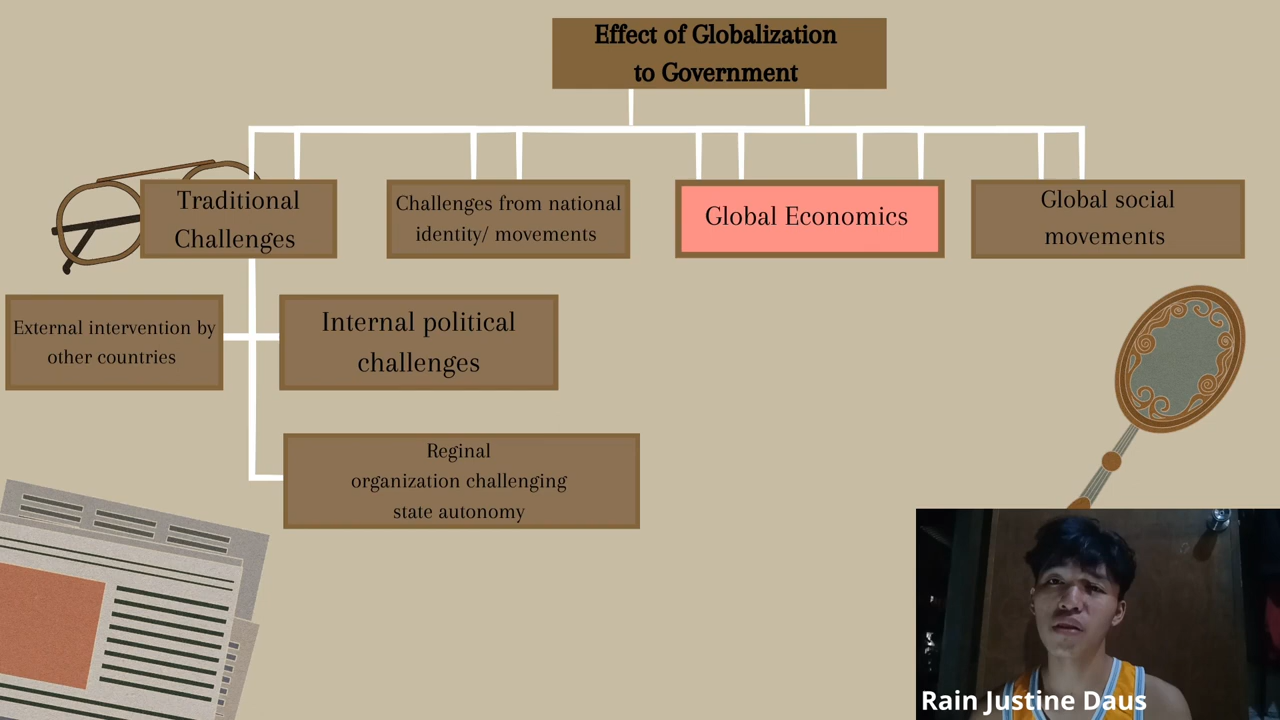 Effect of Globalization
to Government
Traditional
Challenges
Challenges from national
identity/ movements
Global Economics
Global social
movements
External intervention by
other countries
Internal political
challenges
Reginal
organization challenging
state autonomy
Rain Justine Daus